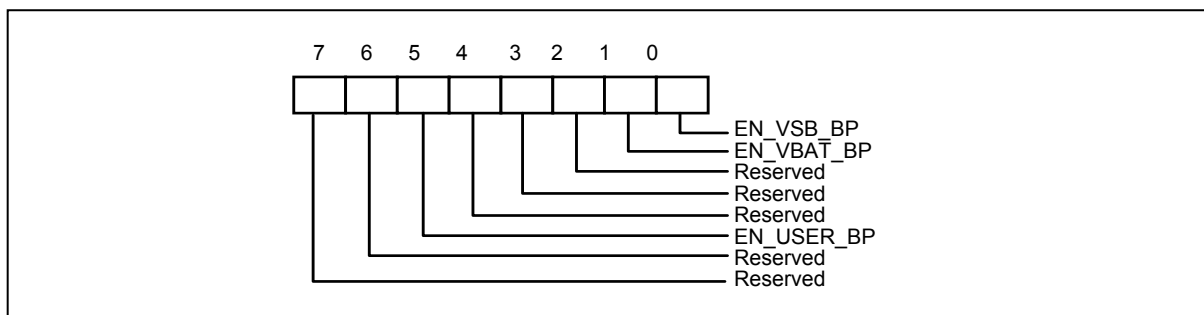 7 6 5 4 3 2 1 0
EN_VSB_BP
EN_VBAT_BP
Reserved
Reserved
Reserved
EN_USER_BP
Reserved
Reserved